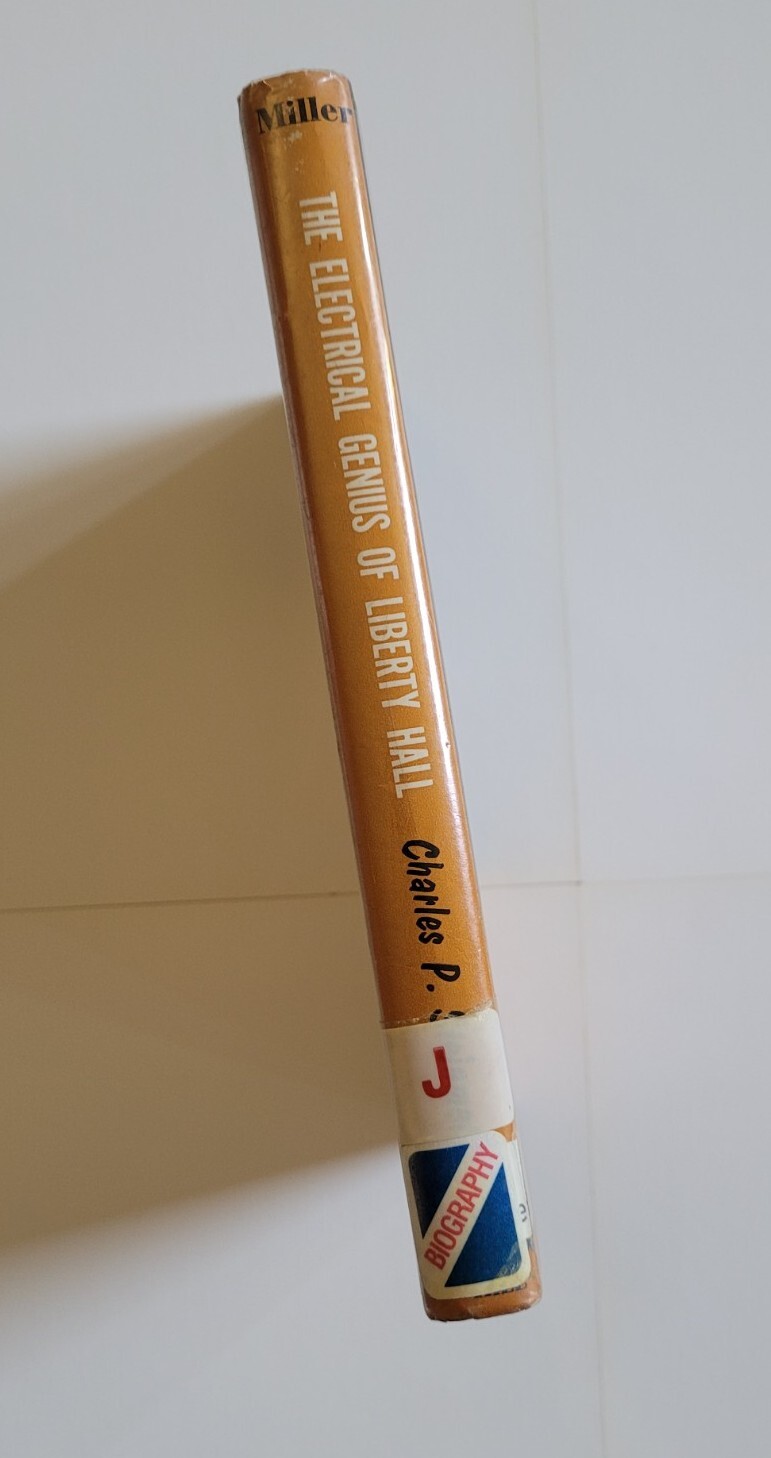 Miller
THE ELECTRICAL GENIUS OF LIBERTY HALL
Charles P.
J
BIOGRAPHY